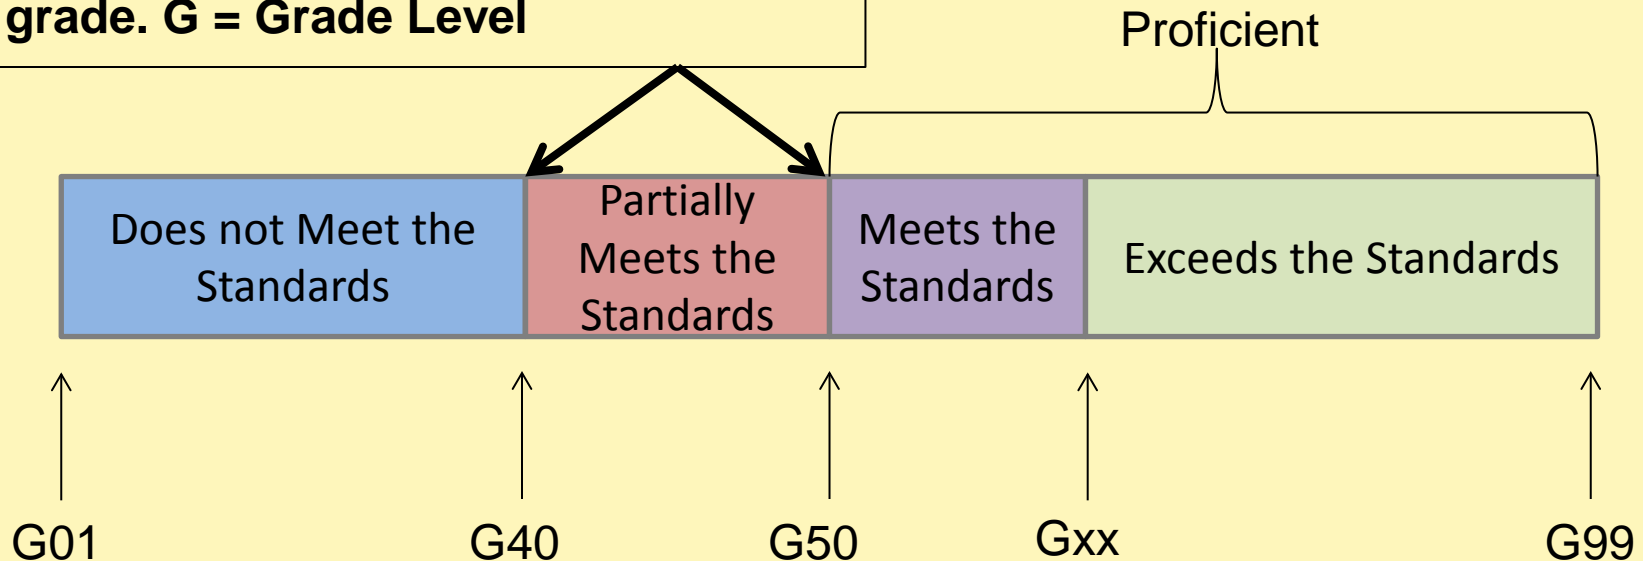 grade. G = Grade Level
Proficient
Does not Meet the
Standards
Partially
Meets the
Standards
Meets the
Standards
Exceeds the Standards
G01
G40
G50
Gxx
G99